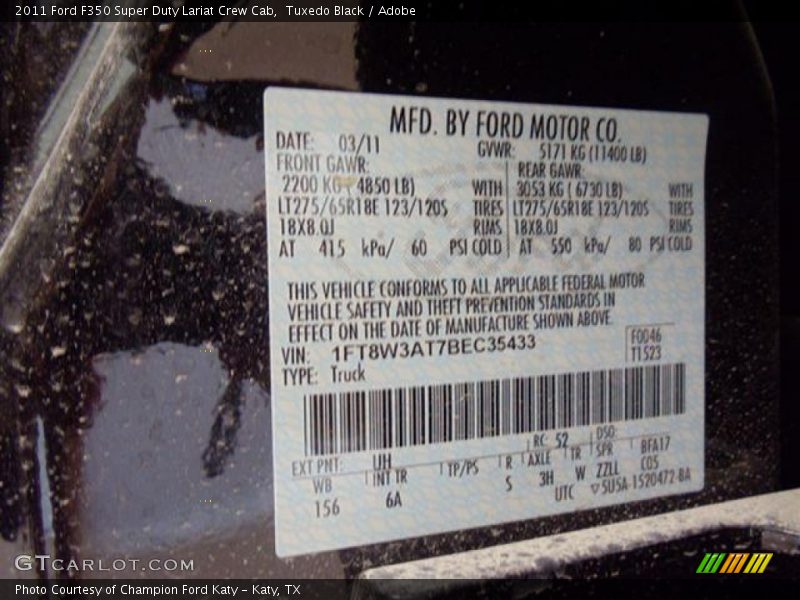 2011 Ford F350 Super Duty Lariat Crew Cab, Tuxedo Black / Adobe
MFD. BY FORD MOTOR CO.
DATE: 03/11 GVWR: 5171 KG (11400 LB)
FRONT GAWR: REAR GAWR:
2200 KG ( 4850 LB) WITH 3053 KG ( 6730 LB) WITH
LT275/65R18E 123/120S TIRES LT275/65R18E 123/120S TIRES
18X8.0J RIMS 18X8.0J RIMS
AT 415 kPa/ 60 PSI COLD AT 550 kPa/ 80 PSI COLD
THIS VEHICLE CONFORMS TO ALL APPLICABLE FEDERAL MOTOR
VEHICLE SAFETY AND THEFT PREVENTION STANDARDS IN
EFFECT ON THE DATE OF MANUFACTURE SHOWN ABOVE.
VIN: 1FT8W3AT7BEC35433 F0046
TYPE: Truck T1523
EXT PNT: UH RC: 52 DSO:
WB INT TR TP/PS R AXLE TR SPR BFA17
156 6A S 3H W ZZLL C05
UTC ▽5U5A-1520472-BA
GTCARLOT.COM
Photo Courtesy of Champion Ford Katy – Katy, TX